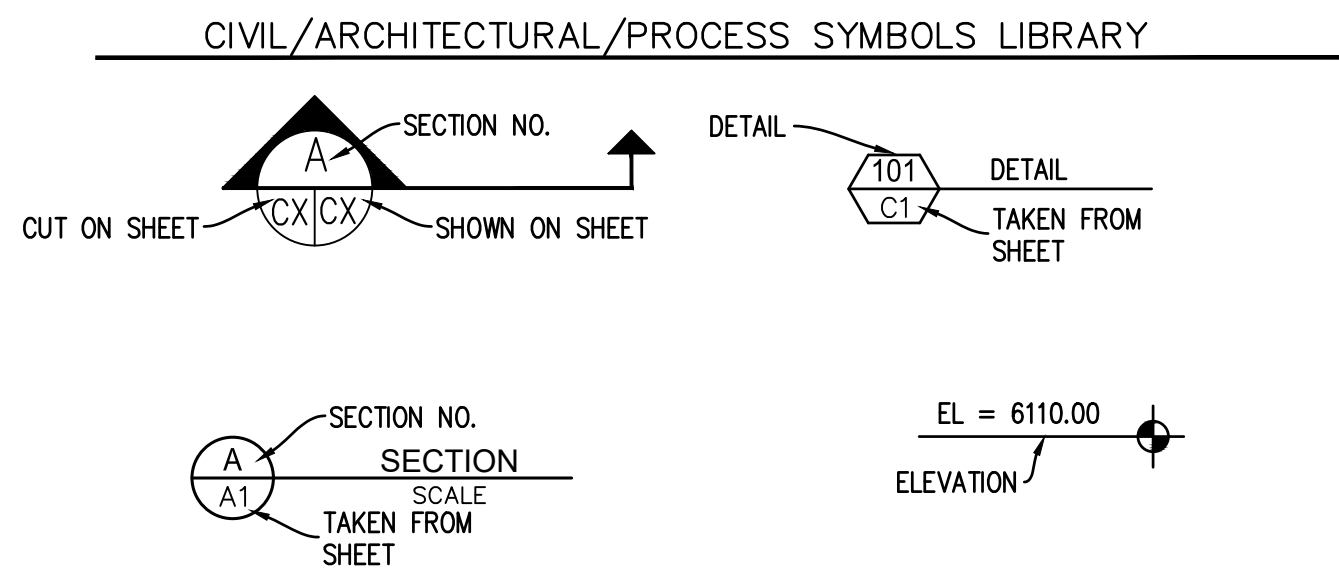 CIVIL/ARCHITECTURAL/PROCESS SYMBOLS LIBRARY
SECTION NO.
A
CUT ON SHEET
CX
CX
SHOWN ON SHEET
DETAIL
101
DETAIL
C1
TAKEN FROM
SHEET
SECTION NO.
A
SECTION
A1
SCALE
TAKEN FROM
SHEET
EL = 6110.00
ELEVATION